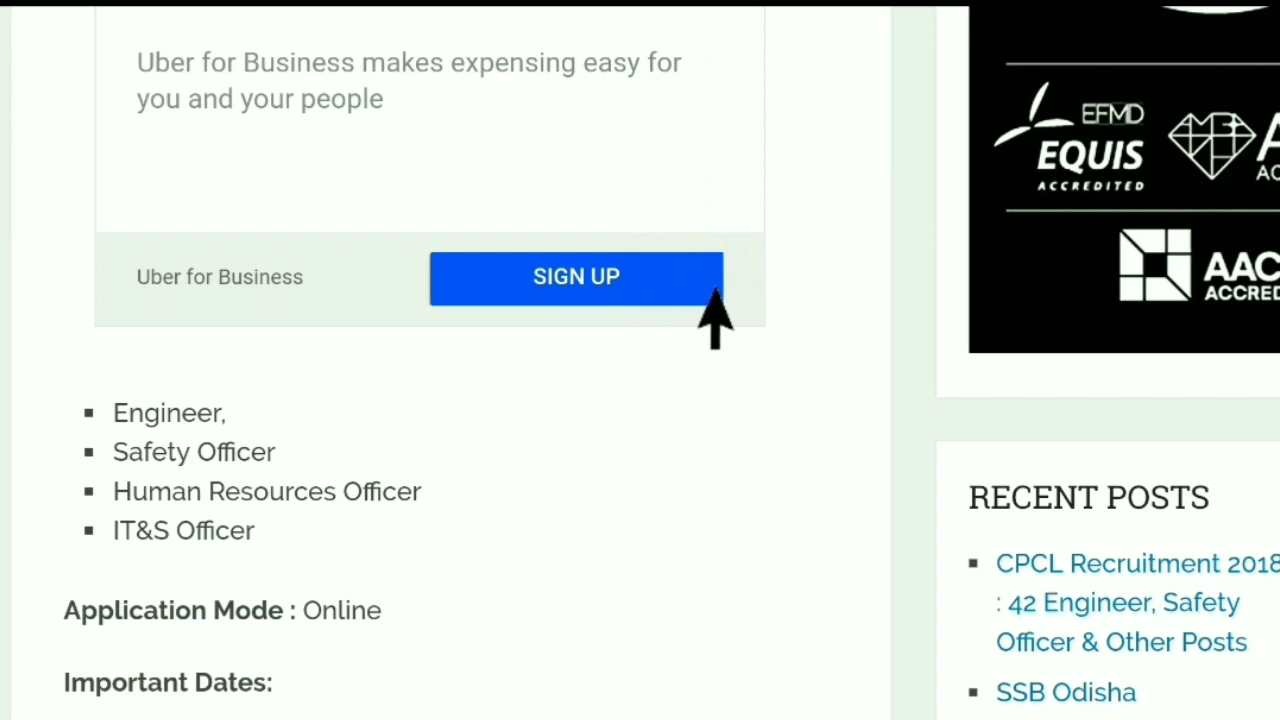 Uber for Business makes expensing easy for
you and your people
Uber for Business
SIGN UP
Engineer,
Safety Officer
Human Resources Officer
IT&S Officer
Application Mode : Online
Important Dates:
EFMD
EQUIS
ACCREDITED
AAC
ACCRED
RECENT POSTS
CPCL Recruitment 2018
: 42 Engineer, Safety
Officer & Other Posts
SSB Odisha